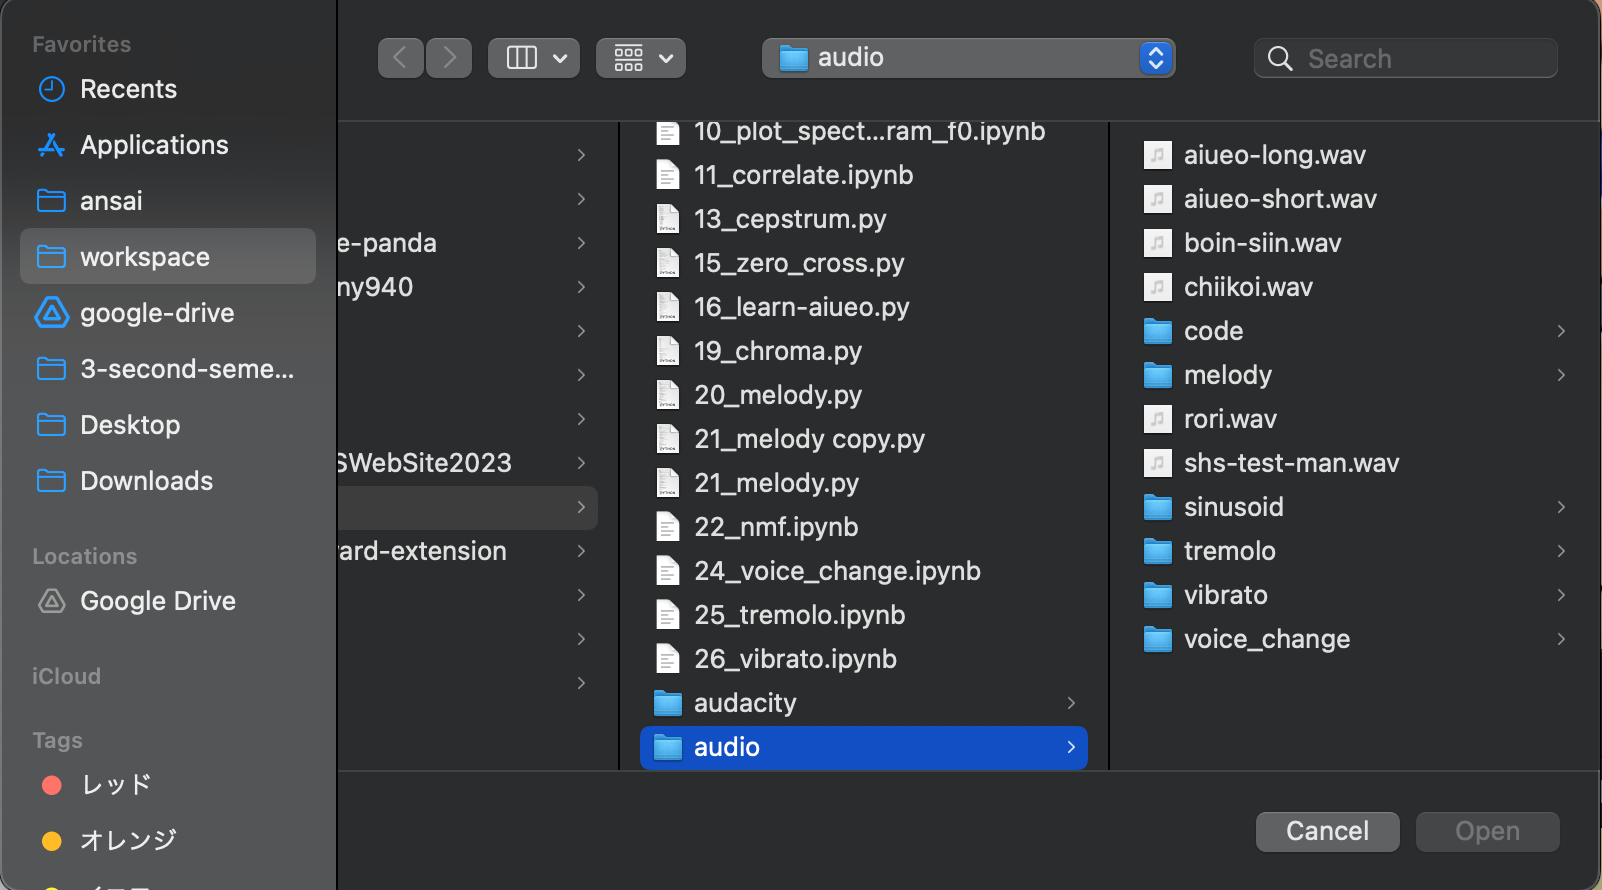 Favorites
Recents
Applications
ansai
workspace
google-drive
3-second-seme...
Desktop
Downloads
Locations
Google Drive
iCloud
Tags
レッド
オレンジ
audio
Search
e-panda
ny940
SWebSite2023
ard-extension
10_plot_spect...ram_f0.ipynb
11_correlate.ipynb
13_cepstrum.py
15_zero_cross.py
16_learn-aiueo.py
19_chroma.py
20_melody.py
21_melody copy.py
21_melody.py
22_nmf.ipynb
24_voice_change.ipynb
25_tremolo.ipynb
26_vibrato.ipynb
audacity
audio
aiueo-long.wav
aiueo-short.wav
boin-siin.wav
chiikoi.wav
code
melody
rori.wav
shs-test-man.wav
sinusoid
tremolo
vibrato
voice_change
Cancel
Open